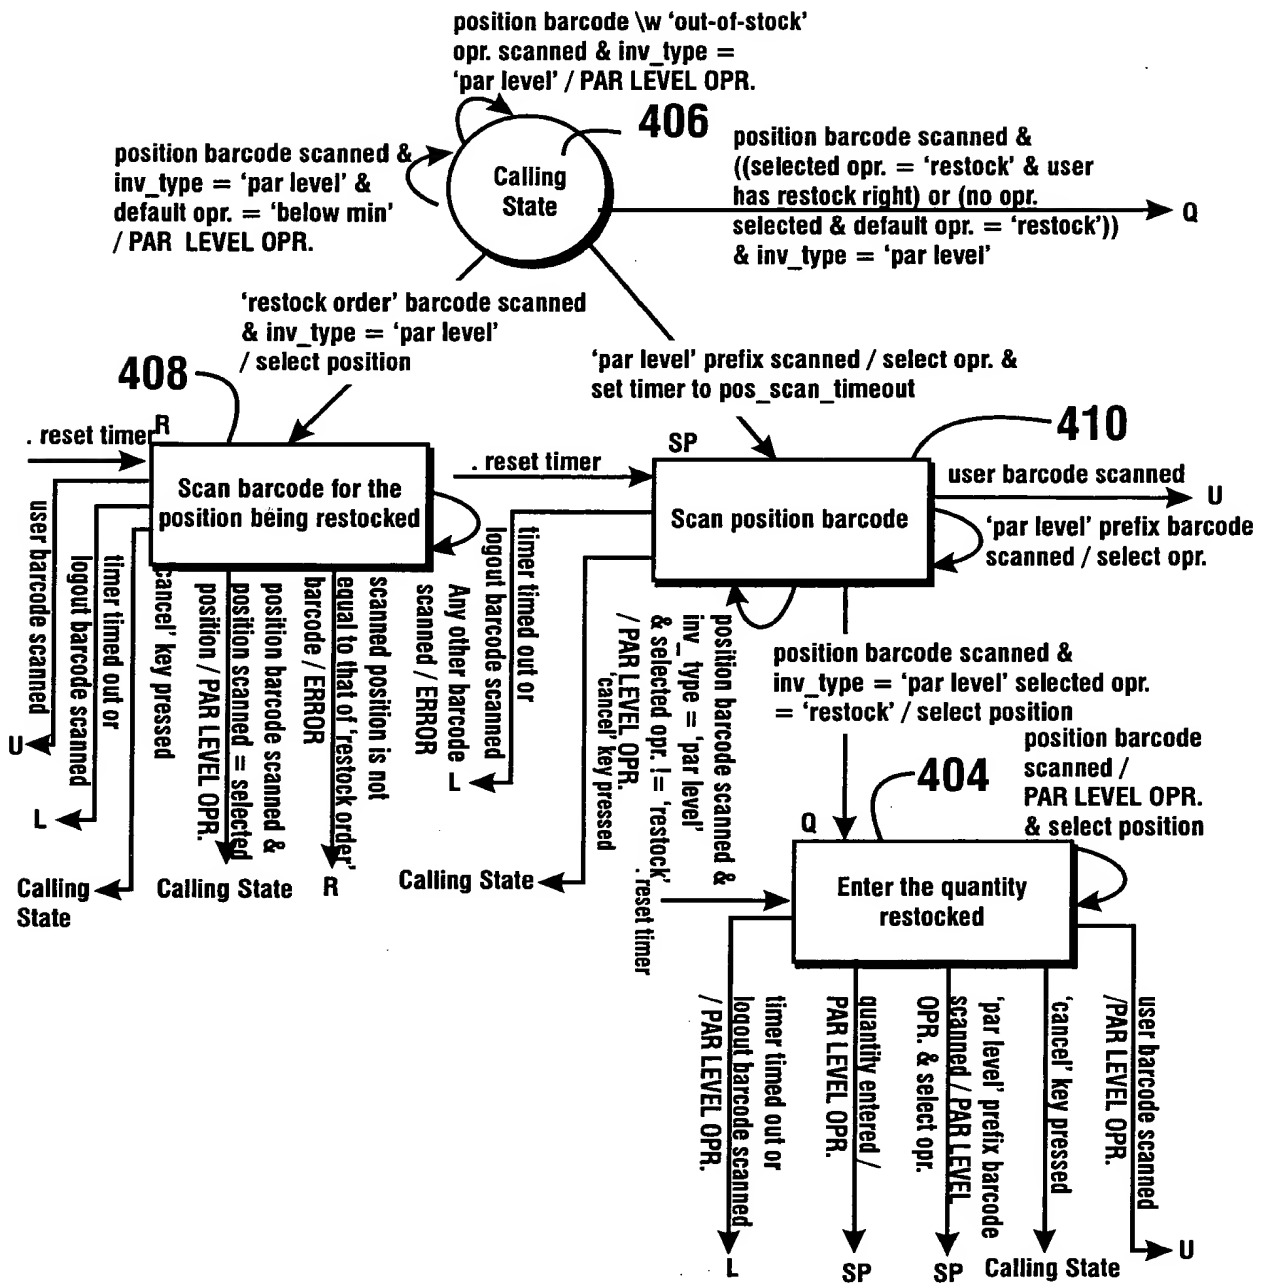 position barcode \w 'out-of-stock'
opr. scanned & inv_type =
'par level' / PAR LEVEL OPR.
406
position barcode scanned &
inv_type = 'par level' &
default opr. = 'below min'
/ PAR LEVEL OPR.
Calling
State
position barcode scanned &
((selected opr. = 'restock' & user
has restock right) or (no opr.
selected & default opr. = 'restock'))
& inv_type = 'par level'
Q
'restock order' barcode scanned
& inv_type = 'par level'
/ select position
'par level' prefix scanned / select opr. &
set timer to pos_scan_timeout
408
410
. reset timer
R
Scan barcode for the
position being restocked
. reset timer
SP
Scan position barcode
user barcode scanned
U
'par level' prefix barcode
scanned / select opr.
user barcode scanned
U
timer timed out or
logout barcode scanned
L
cancel' key pressed
Calling
State
position barcode scanned &
position scanned = selected
position / PAR LEVEL OPR.
Calling State
scanned position is not
equal to that of 'restock order'
barcode / ERROR
R
Any other barcode
scanned / ERROR
timer timed out or
logout barcode scanned
L
'cancel' key pressed
Calling State
position barcode scanned &
inv_ type = 'par level'
& selected opr. != 'restock'
/ PAR LEVEL OPR.
position barcode scanned &
inv_type = 'par level' selected opr.
= 'restock' / select position
404
position barcode
scanned /
PAR LEVEL OPR.
& select position
. reset timer
Q
Enter the quantity
restocked
timer timed out or
logout barcode scanned
/ PAR LEVEL OPR.
L
quantity entered /
PAR LEVEL OPR.
SP
'par level' prefix barcode
scanned / PAR LEVEL
OPR. & select opr.
SP
'cancel' key pressed
Calling State
user barcode scanned
/PAR LEVEL OPR.
U